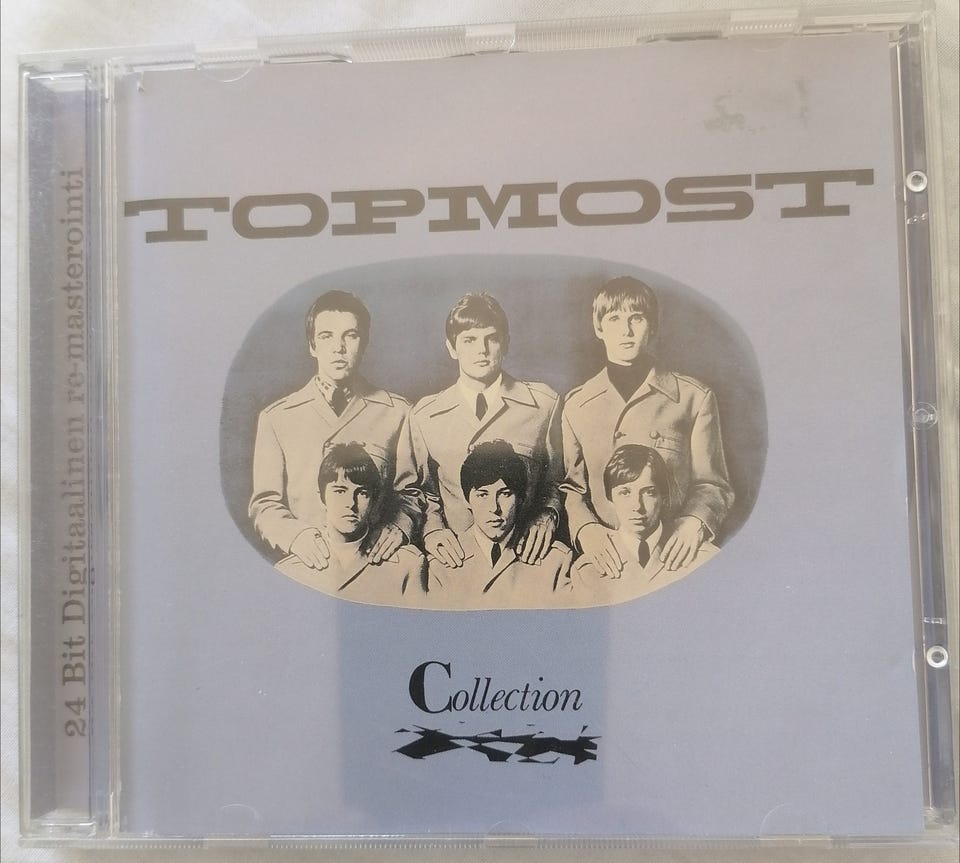 24 Bit Digitaalinen re-masterointi
TOPMOST
Collection